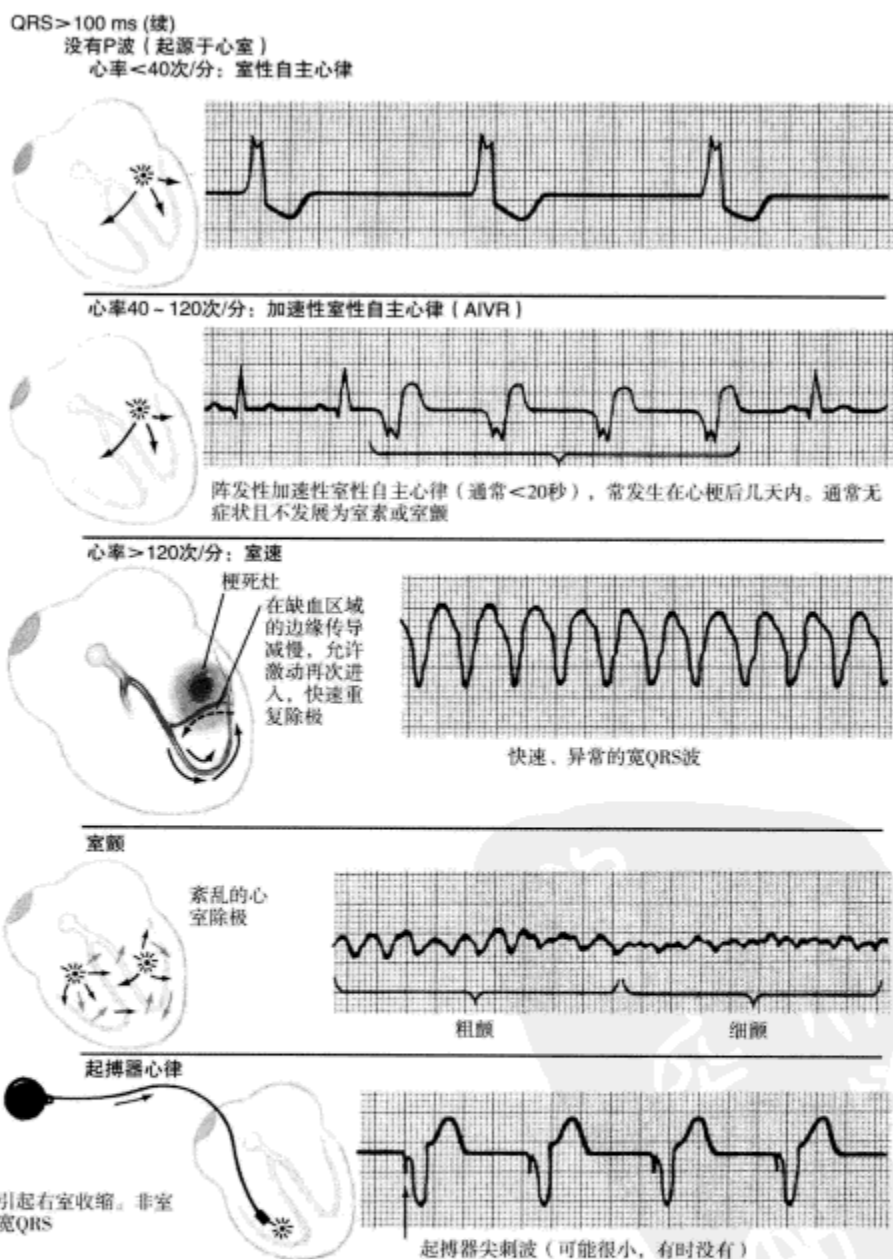 QRS>100 ms (续)
没有P波（起源于心室）
心率<40次/分：室性自主心律
心率40~120次/分：加速性室性自主心律（AIVR）
阵发性加速性室性自主心律（通常<20秒），常发生在心梗后几天内。通常无
症状且不发展为室素或室颤
心率>120次/分：室速
梗死灶
在缺血区域
的边缘传导
减慢，允许
激动再次进
入，快速重
复除极
快速、异常的宽QRS波
室颤
紊乱的心
室除极
粗颤
细颤
起搏器心律
引起右室收缩。非室
宽QRS
起搏器尖刺波（可能很小，有时没有）